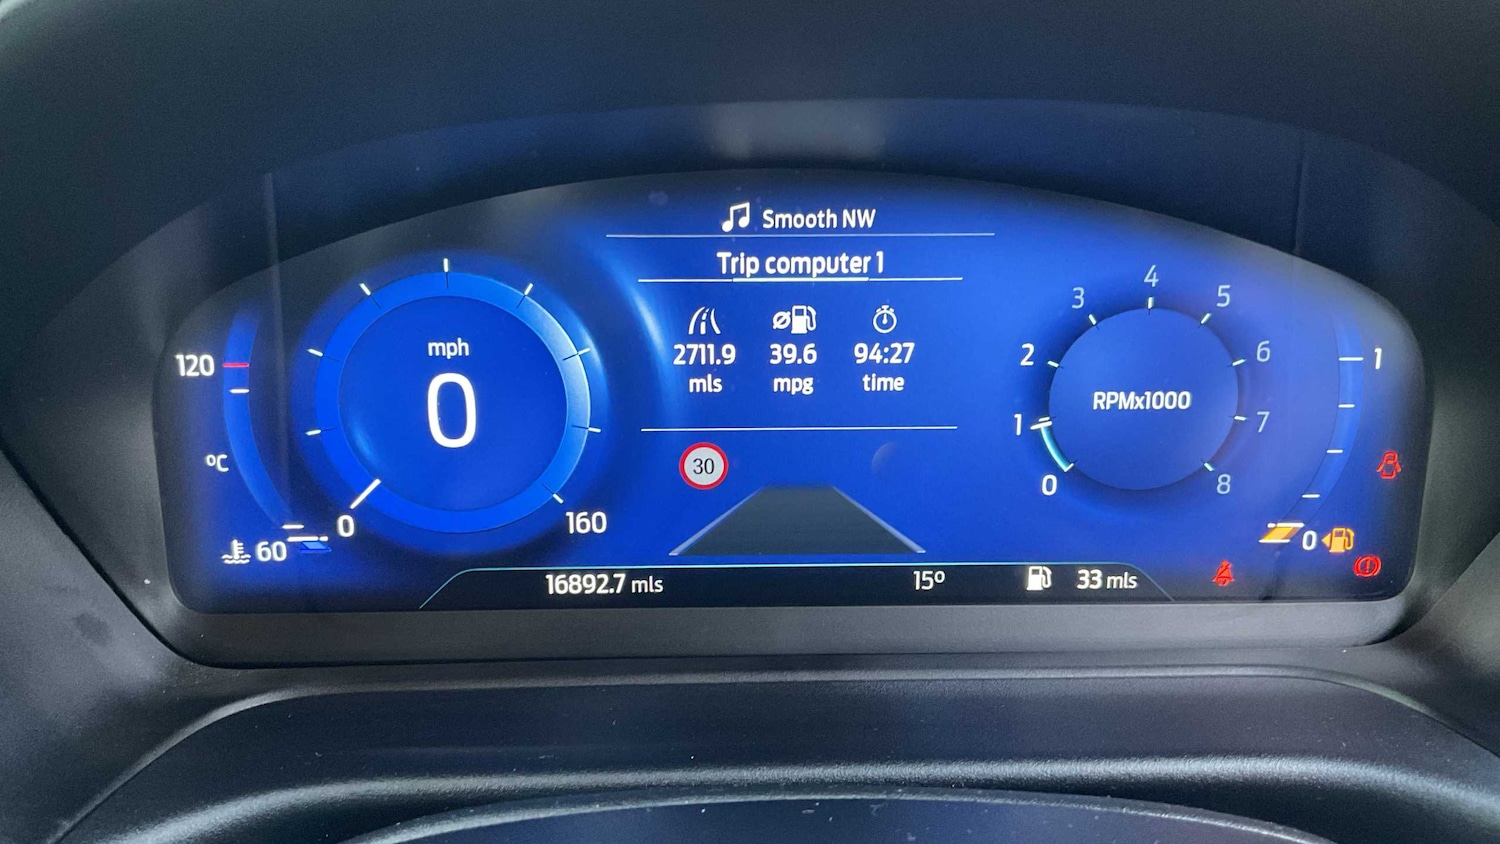 Smooth NW
Trip computer 1
2711.9 39.6 94:27
mls mpg time
mph
0
120
ºC
60
0
160
30
RPMx1000
0
1
2
3
4
5
6
7
8
1
0
16892.7 mls 15º 33 mls